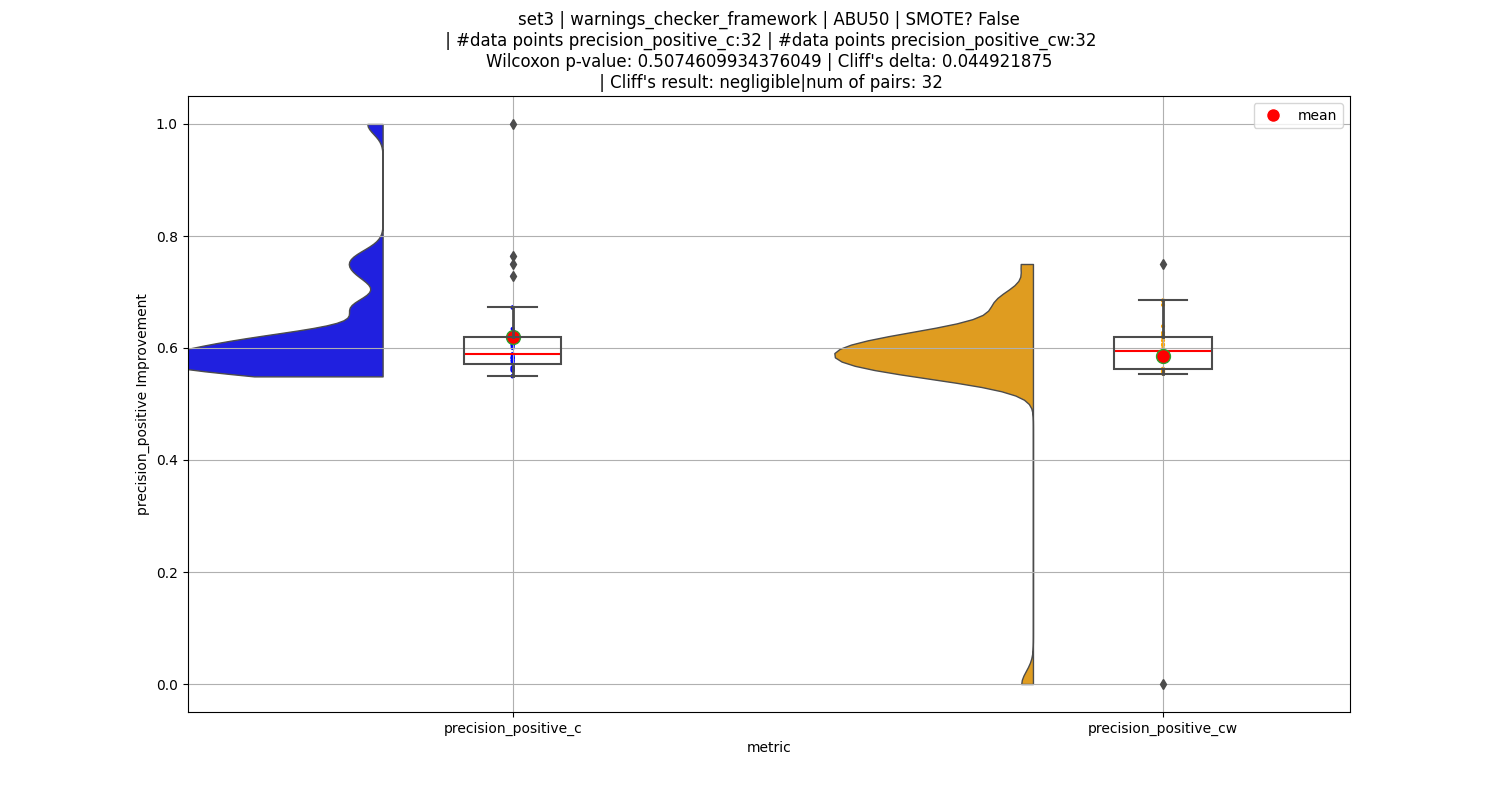 set3 | warnings_checker_framework | ABU50 | SMOTE? False
| #data points precision_positive_c:32 | #data points precision_positive_cw:32
Wilcoxon p-value: 0.5074609934376049 | Cliff's delta: 0.044921875
| Cliff's result: negligible|num of pairs: 32
mean
1.0
0.8
0.6
0.4
0.2
0.0
precision_positive Improvement
precision_positive_c
precision_positive_cw
metric